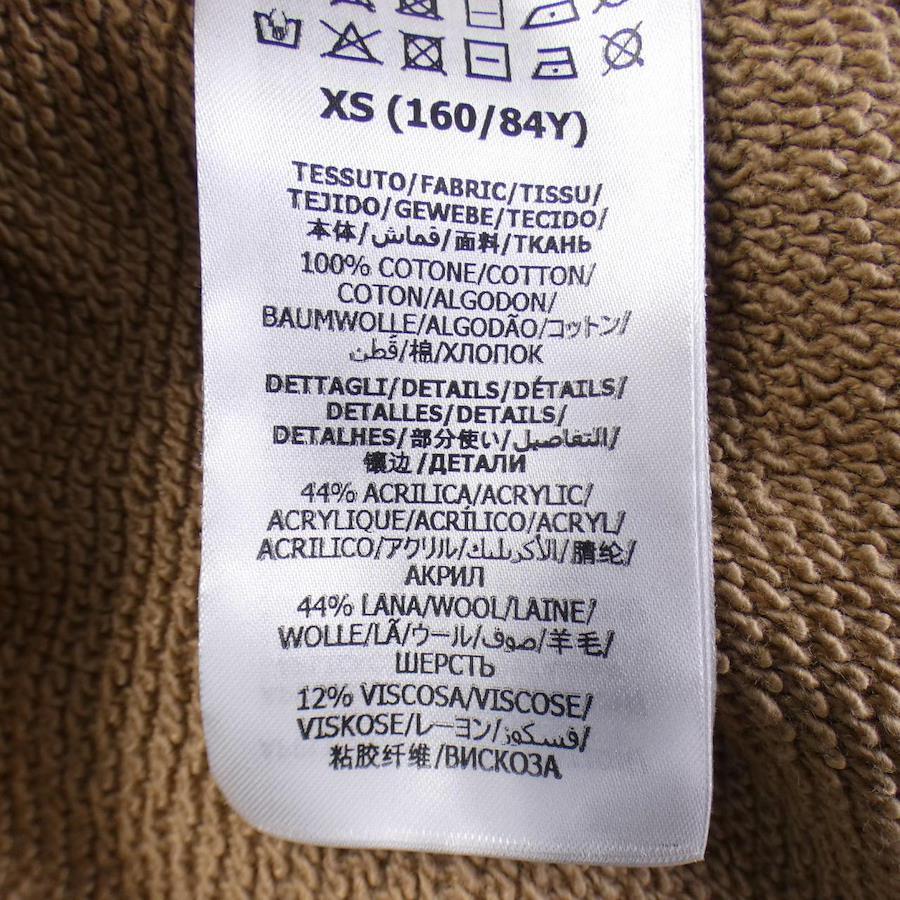 XS (160/84Y)
TESSUTO/FABRIC/TISSU/
TEJIDO/GEWEBE/TECIDO/
本体/قماش/面料/ТКАНЬ
100% COTONE/COTTON/
COTON/ALGODON/
BAUMWOLLE/ALGODÃO/コットン/
قطن/棉/ХЛОПОК
DETTAGLI/DETAILS/DÉTAILS/
DETALLES/DETAILS/
DETALHES/部分使い/التفاصيل/
镶边/ДЕТАЛИ
44% ACRILICA/ACRYLIC/
ACRYLIQUE/ACRÍLICO/ACRYL/
ACRILICO/アクリル/الأكريليك/腈纶/
АКРИЛ
44% LANA/WOOL/LAINE/
WOLLE/LÃ/ウール/صوف/羊毛/
ШЕРСТЬ
12% VISCOSA/VISCOSE/
VISKOSE/レーヨン/فسكوز/
粘胶纤维/ВИСКОЗА